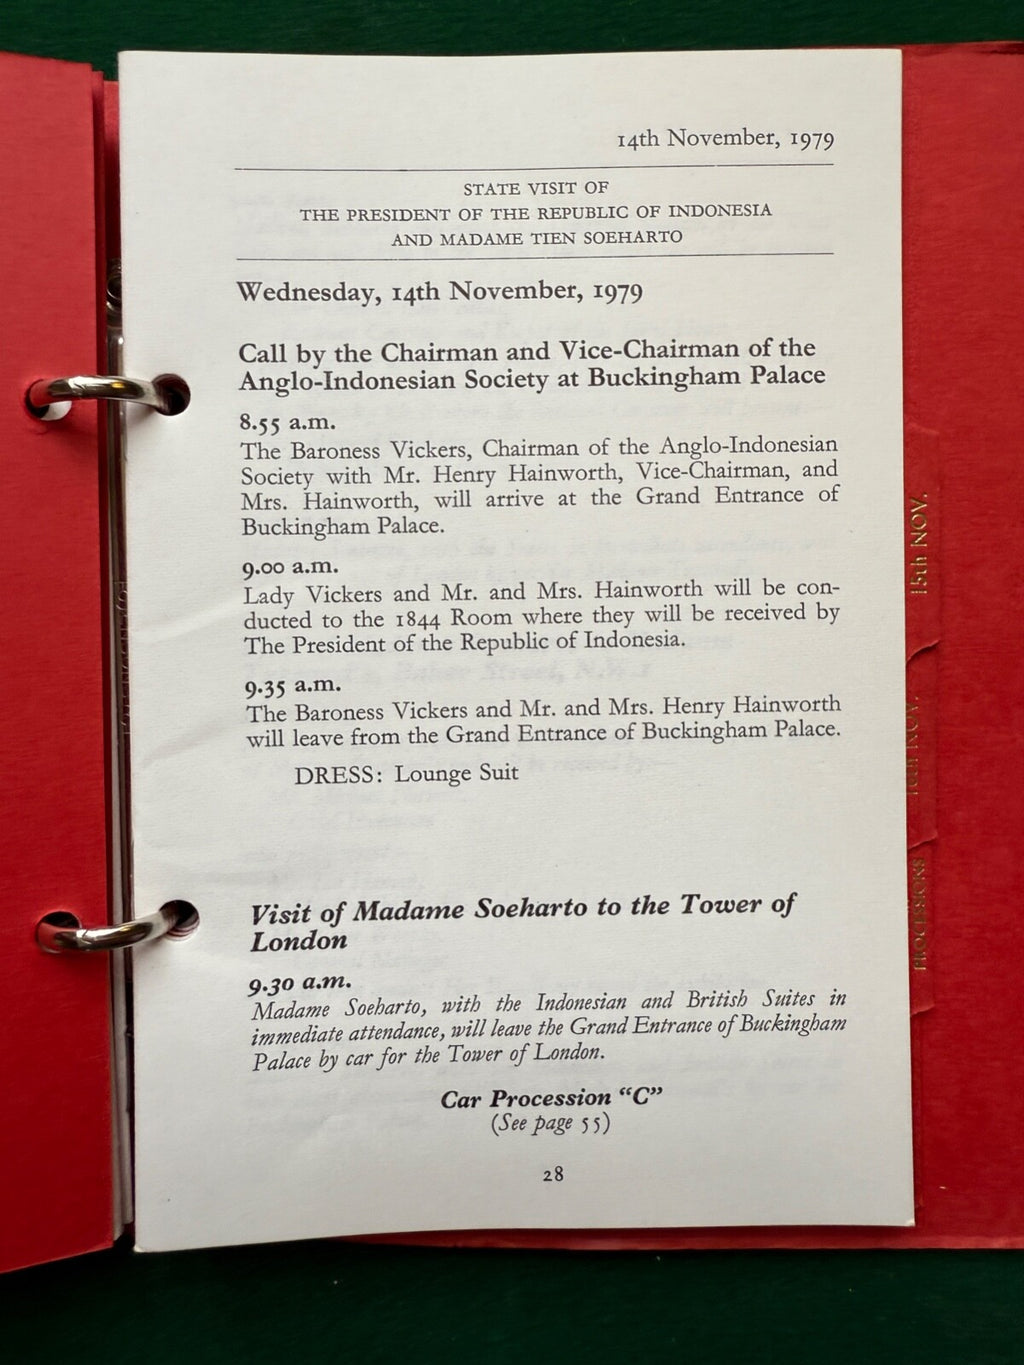 14th November, 1979
STATE VISIT OF
THE PRESIDENT OF THE REPUBLIC OF INDONESIA
AND MADAME TIEN SOEHARTO
Wednesday, 14th November, 1979
Call by the Chairman and Vice-Chairman of the
Anglo-Indonesian Society at Buckingham Palace
8.55 a.m.
The Baroness Vickers, Chairman of the Anglo-Indonesian
Society with Mr. Henry Hainworth, Vice-Chairman, and
Mrs. Hainworth, will arrive at the Grand Entrance of
Buckingham Palace.
9.00 a.m.
Lady Vickers and Mr. and Mrs. Hainworth will be con-
ducted to the 1844 Room where they will be received by
The President of the Republic of Indonesia.
9.35 a.m.
The Baroness Vickers and Mr. and Mrs. Henry Hainworth
will leave from the Grand Entrance of Buckingham Palace.
DRESS: Lounge Suit
Visit of Madame Soeharto to the Tower of
London
9.30 a.m.
Madame Soeharto, with the Indonesian and British Suites in
immediate attendance, will leave the Grand Entrance of Buckingham
Palace by car for the Tower of London.
Car Procession “C”
(See page 55)
28
15th NOV.
16th NOV.
PROCESSIONS